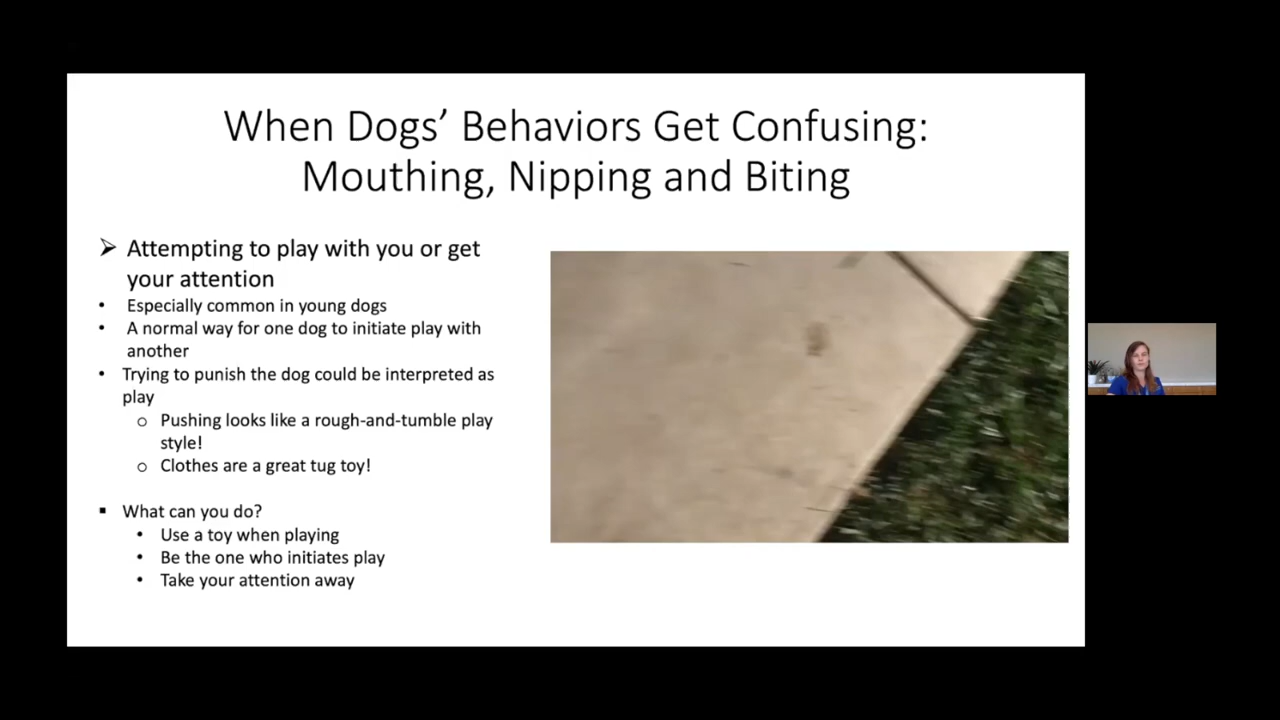 When Dogs’ Behaviors Get Confusing:
Mouthing, Nipping and Biting
➢ Attempting to play with you or get
your attention
• Especially common in young dogs
• A normal way for one dog to initiate play with
another
• Trying to punish the dog could be interpreted as
play
o Pushing looks like a rough-and-tumble play
style!
o Clothes are a great tug toy!
▪ What can you do?
• Use a toy when playing
• Be the one who initiates play
• Take your attention away